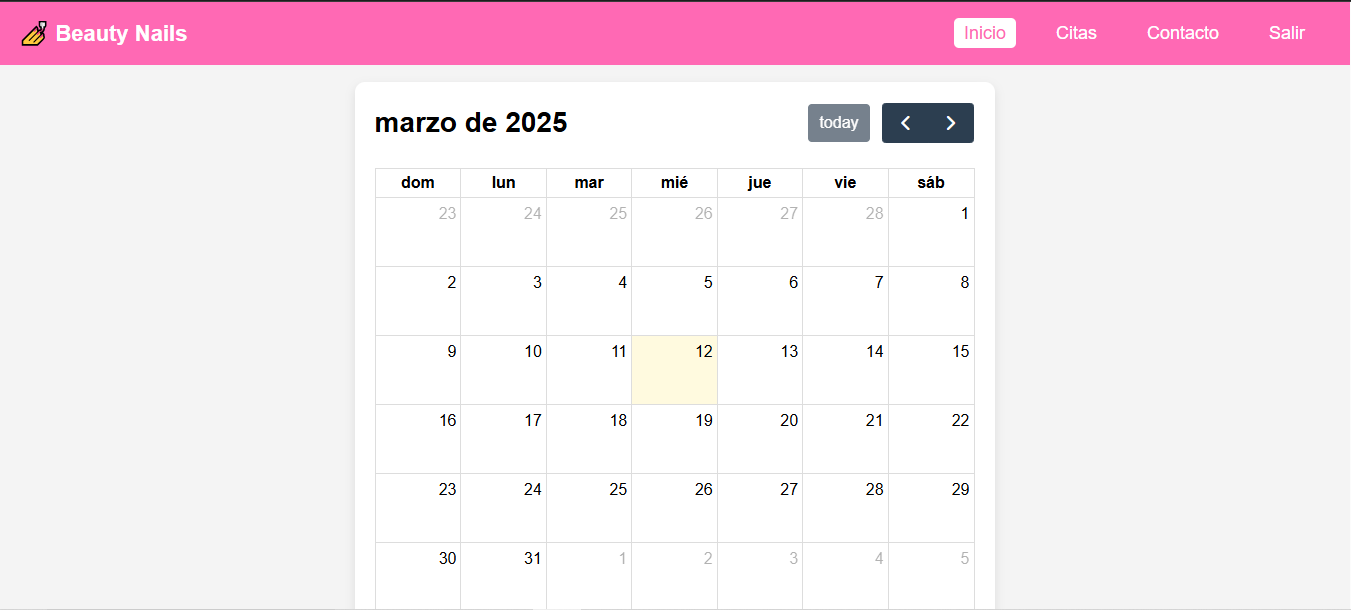 Beauty Nails Inicio Citas Contacto Salir
marzo de 2025 today
dom lun mar mié jue vie sáb
23 24 25 26 27 28 1
2 3 4 5 6 7 8
9 10 11 12 13 14 15
16 17 18 19 20 21 22
23 24 25 26 27 28 29
30 31 1 2 3 4 5